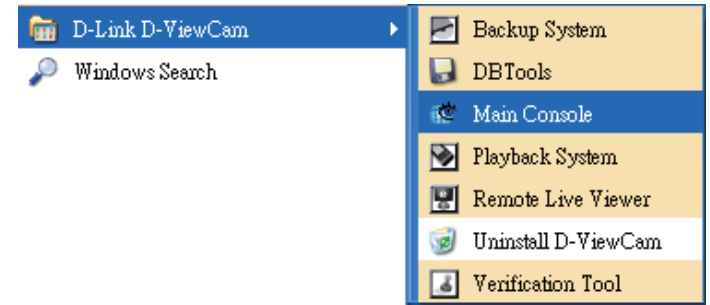 D-Link D-ViewCam
Windows Search
Backup System
DBTools
Main Console
Playback System
Remote Live Viewer
Uninstall D-ViewCam
Verification Tool